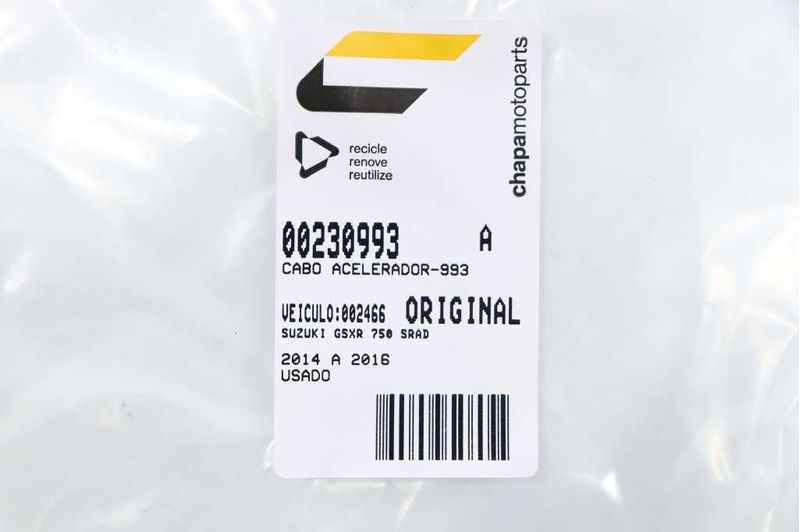 chapamotoparts
recicle
renove
reutilize
00230993 A
CABO ACELERADOR-993
VEICULO:002466 ORIGINAL
SUZUKI GSXR 750 SRAD
2014 A 2016
USADO